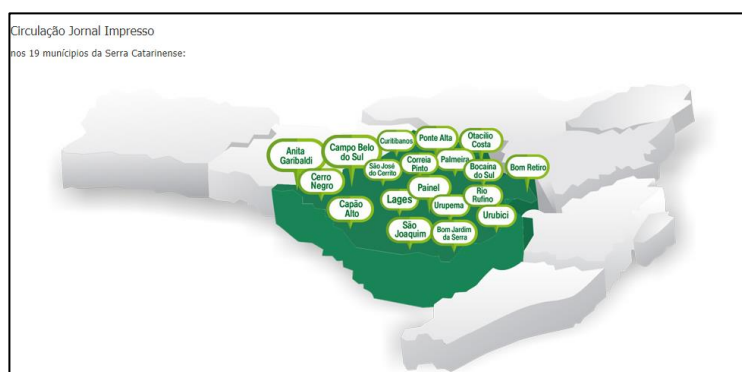 Circulação Jornal Impresso
nos 19 munícipios da Serra Catarinense:
Anita
Garibaldi
Campo Belo
do Sul
Curitibanos
Ponte Alta
Otacílio
Costa
Cerro
Negro
São José
do Cerrito
Correia
Pinto
Palmeira
Bocaina
do Sul
Bom Retiro
Capão
Alto
Lages
Painel
Urupema
Rio
Rufino
Urubici
São
Joaquim
Bom Jardim
da Serra